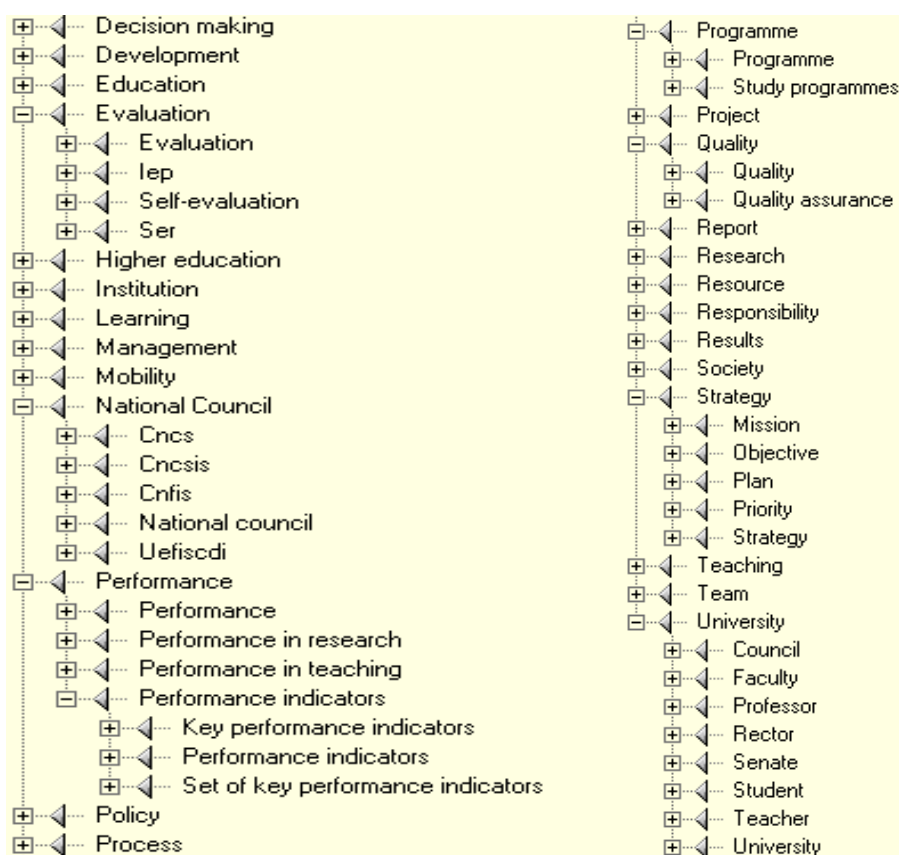 Decision making
Development
Education
Evaluation
Evaluation
Iep
Self-evaluation
Ser
Higher education
Institution
Learning
Management
Mobility
National Council
Cncs
Cncsis
Cnfis
National council
Uefiscdi
Performance
Performance
Performance in research
Performance in teaching
Performance indicators
Key performance indicators
Performance indicators
Set of key performance indicators
Policy
Process
Programme
Programme
Study programmes
Project
Quality
Quality
Quality assurance
Report
Research
Resource
Responsibility
Results
Society
Strategy
Mission
Objective
Plan
Priority
Strategy
Teaching
Team
University
Council
Faculty
Professor
Rector
Senate
Student
Teacher
University